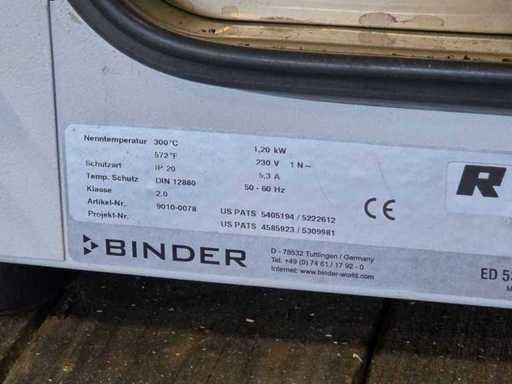 Nenntemperatur 300°C 1,20 kW
572°F 230 V 1 N~
Schutzart IP 20 5,3 A
Temp. Schutz DIN 12880 50 - 60 Hz
Klasse 2.0
Artikel-Nr. 9010-0078 US PATS 5405194 / 5222612
Projekt-Nr. US PATS 4585923 / 5309981
CE
R
BINDER
D - 78532 Tuttlingen / Germany
Tel. +49 (0) 74 61 / 17 92 - 0
Internet: www.binder-world.com
ED